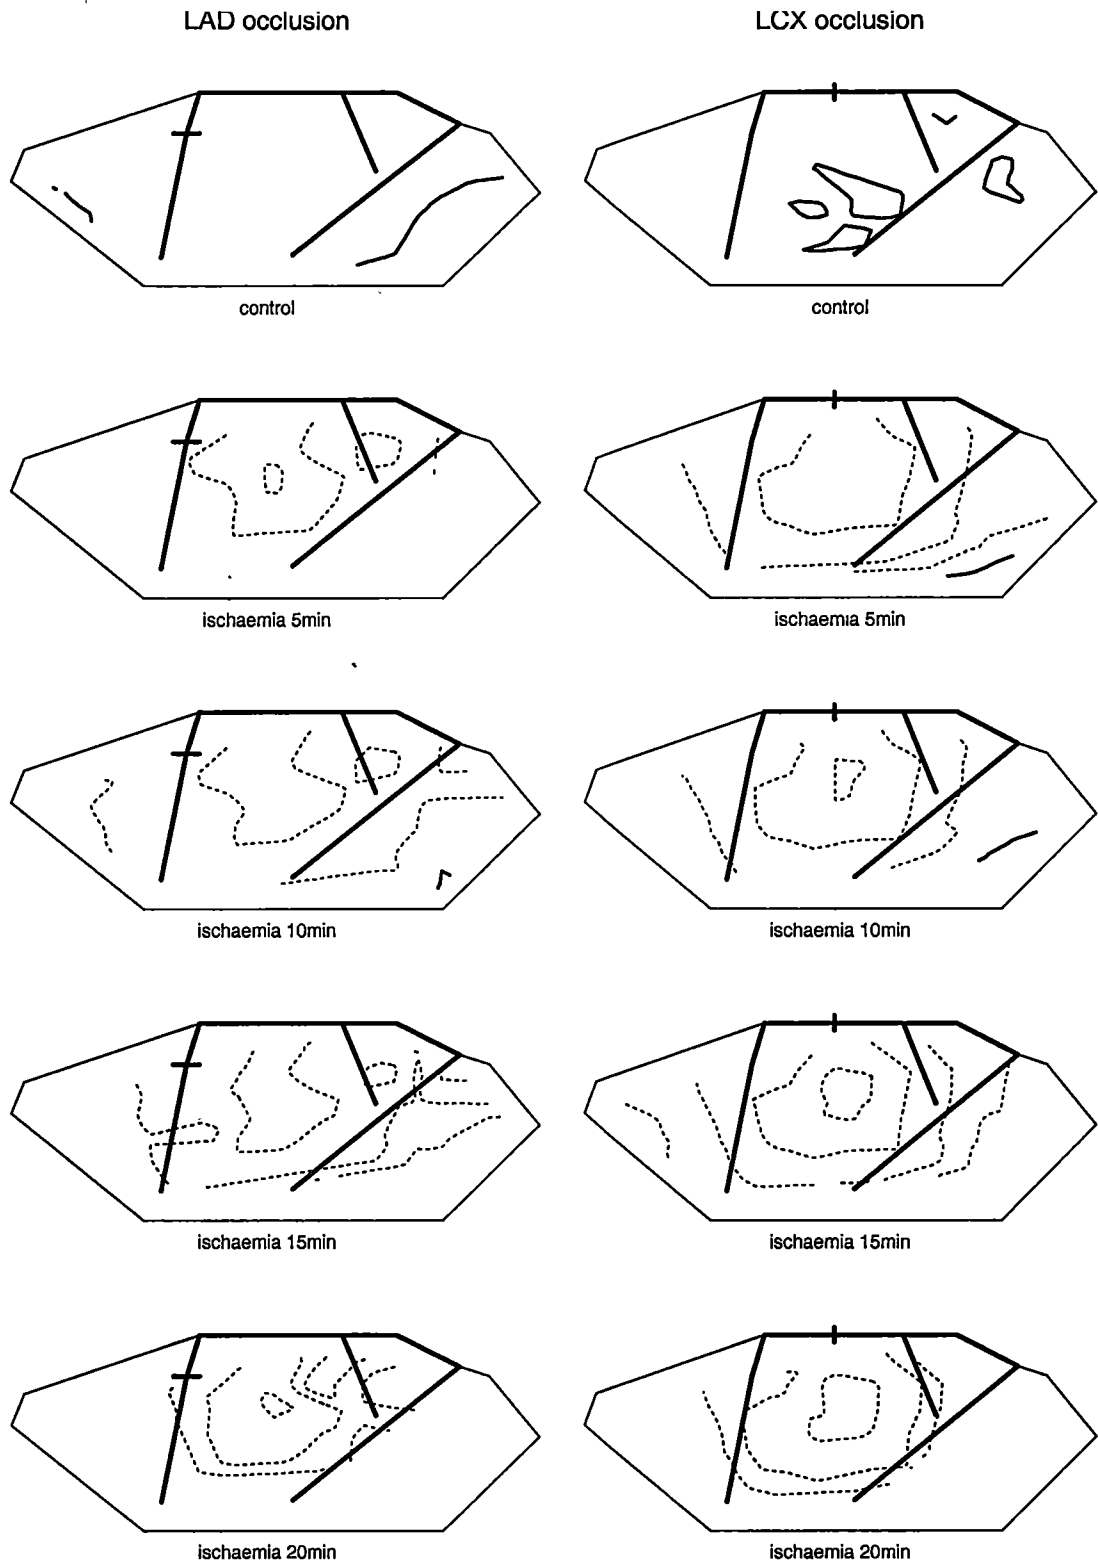 LAD occlusion LCX occlusion
control control
ischaemia 5min ischaemia 5min
ischaemia 10min ischaemia 10min
ischaemia 15min ischaemia 15min
ischaemia 20min ischaemia 20min